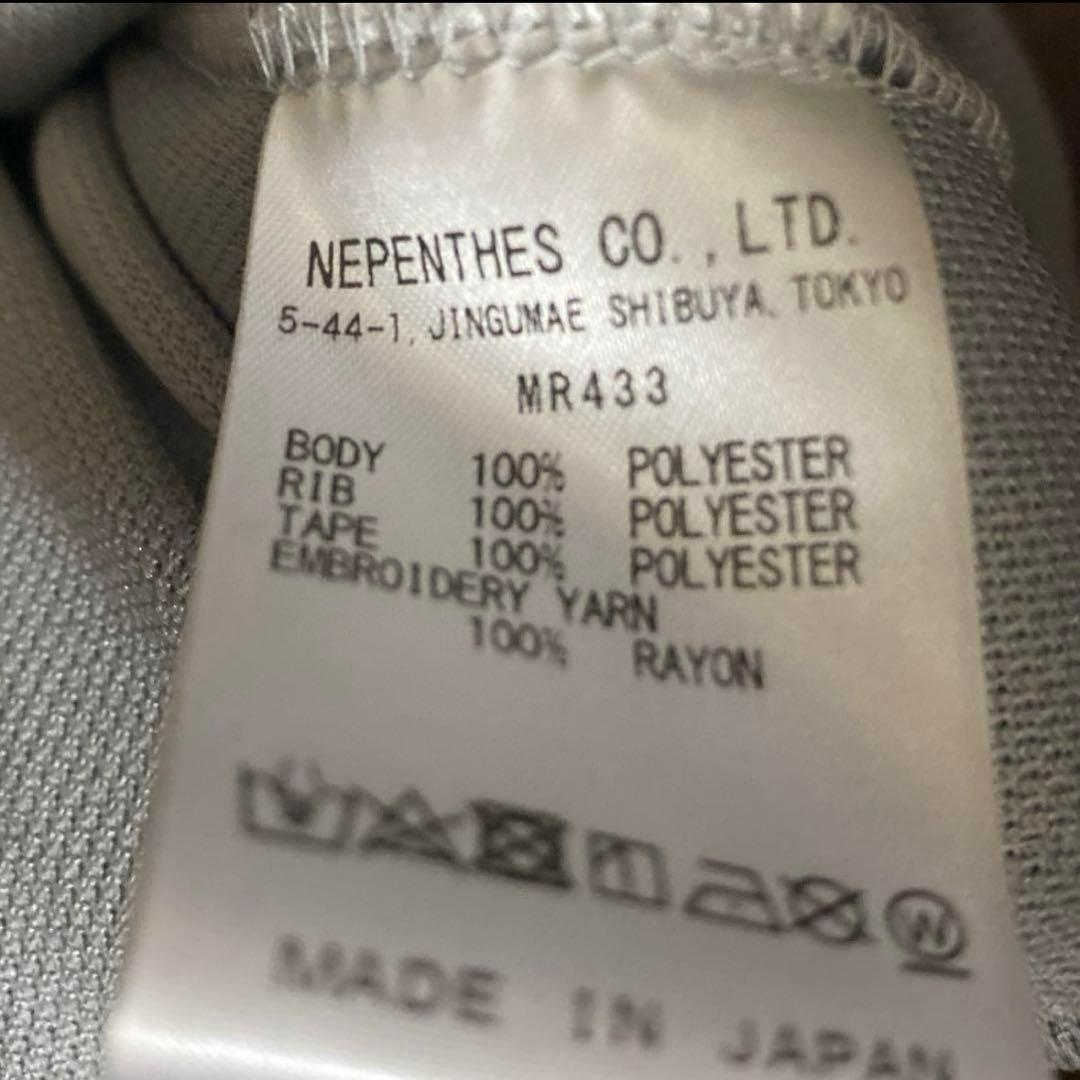 NEPENTHES CO., LTD.
5-44-1, JINGUMAE SHIBUYA, TOKYO
MR433
BODY 100% POLYESTER
RIB 100% POLYESTER
TAPE 100% POLYESTER
EMBROIDERY YARN
100% RAYON
W
MADE IN JAPAN